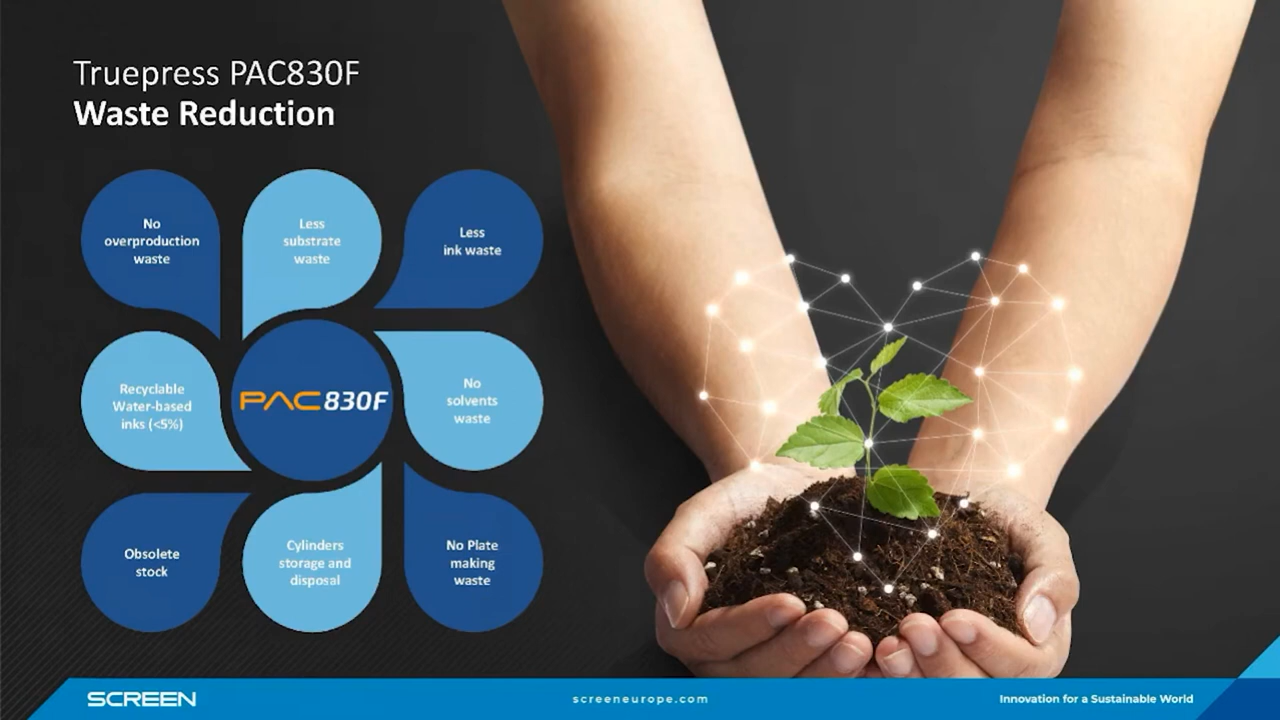 Truepress PAC830F
Waste Reduction
No
overproduction
waste
Less
substrate
waste
Less
ink waste
Recyclable
Water-based
inks (<5%)
PAC830F
No
solvents
waste
Obsolete
stock
Cylinders
storage and
disposal
No Plate
making
waste
SCREEN
screeneurope.com
Innovation for a Sustainable World